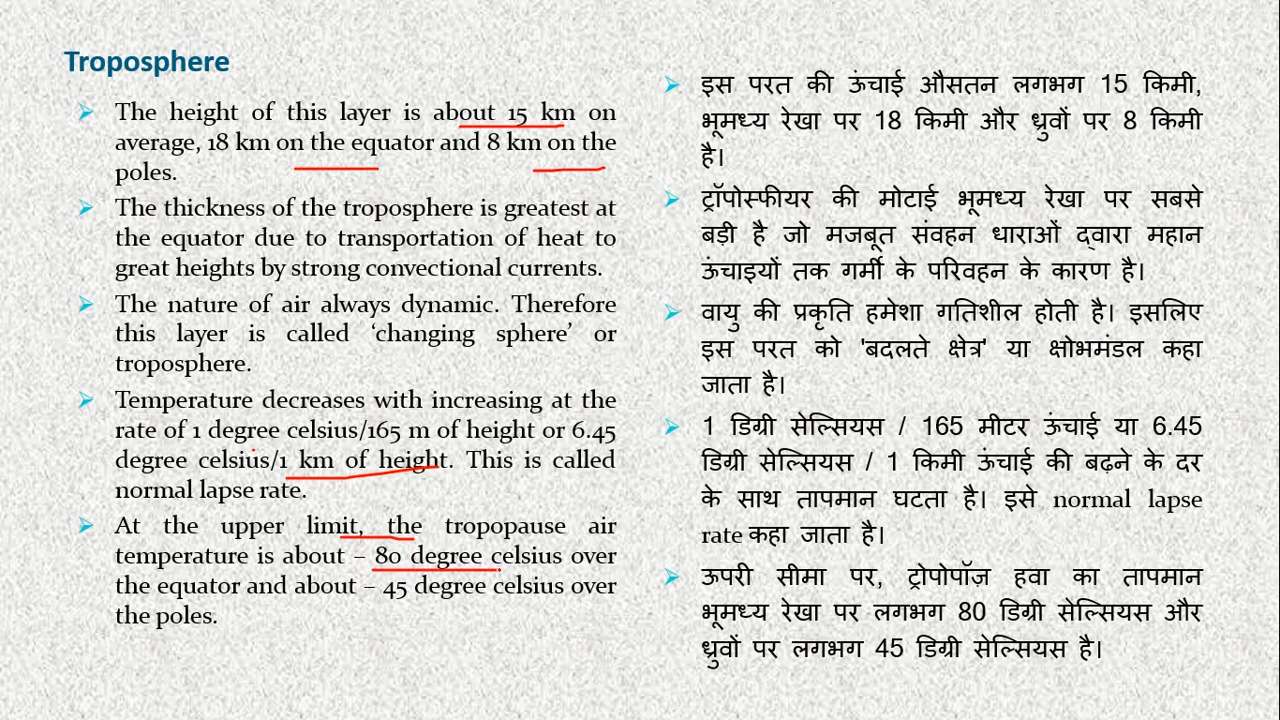 Troposphere
The height of this layer is about 15 km on
average, 18 km on the equator and 8 km on the
poles.
The thickness of the troposphere is greatest at
the equator due to transportation of heat to
great heights by strong convectional currents.
The nature of air always dynamic. Therefore
this layer is called ‘changing sphere’ or
troposphere.
Temperature decreases with increasing at the
rate of 1 degree celsius/165 m of height or 6.45
degree celsius/1 km of height. This is called
normal lapse rate.
At the upper limit, the tropopause air
temperature is about – 80 degree celsius over
the equator and about – 45 degree celsius over
the poles.
इस परत की ऊंचाई औसतन लगभग 15 किमी,
भूमध्य रेखा पर 18 किमी और ध्रुवों पर 8 किमी
है।
ट्रॉपोस्फीयर की मोटाई भूमध्य रेखा पर सबसे
बड़ी है जो मजबूत संवहन धाराओं द्वारा महान
ऊंचाइयों तक गर्मी के परिवहन के कारण है।
वायु की प्रकृति हमेशा गतिशील होती है। इसलिए
इस परत को 'बदलते क्षेत्र' या क्षोभमंडल कहा
जाता है।
1 डिग्री सेल्सियस / 165 मीटर ऊंचाई या 6.45
डिग्री सेल्सियस / 1 किमी ऊंचाई की बढ़ने के दर
के साथ तापमान घटता है। इसे normal lapse
rate कहा जाता है।
ऊपरी सीमा पर, ट्रोपोपॉज़ हवा का तापमान
भूमध्य रेखा पर लगभग 80 डिग्री सेल्सियस और
ध्रुवों पर लगभग 45 डिग्री सेल्सियस है।